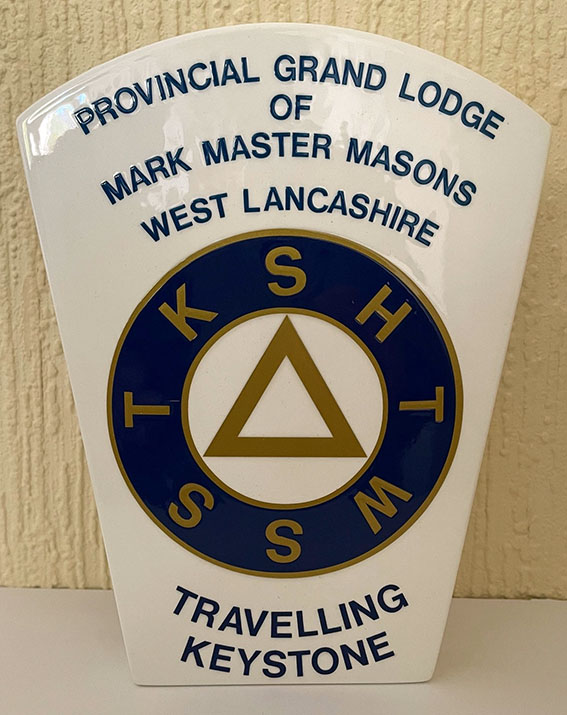 PROVINCIAL GRAND LODGE
OF
MARK MASTER MASONS
WEST LANCASHIRE
H T W S S T K S
TRAVELLING
KEYSTONE